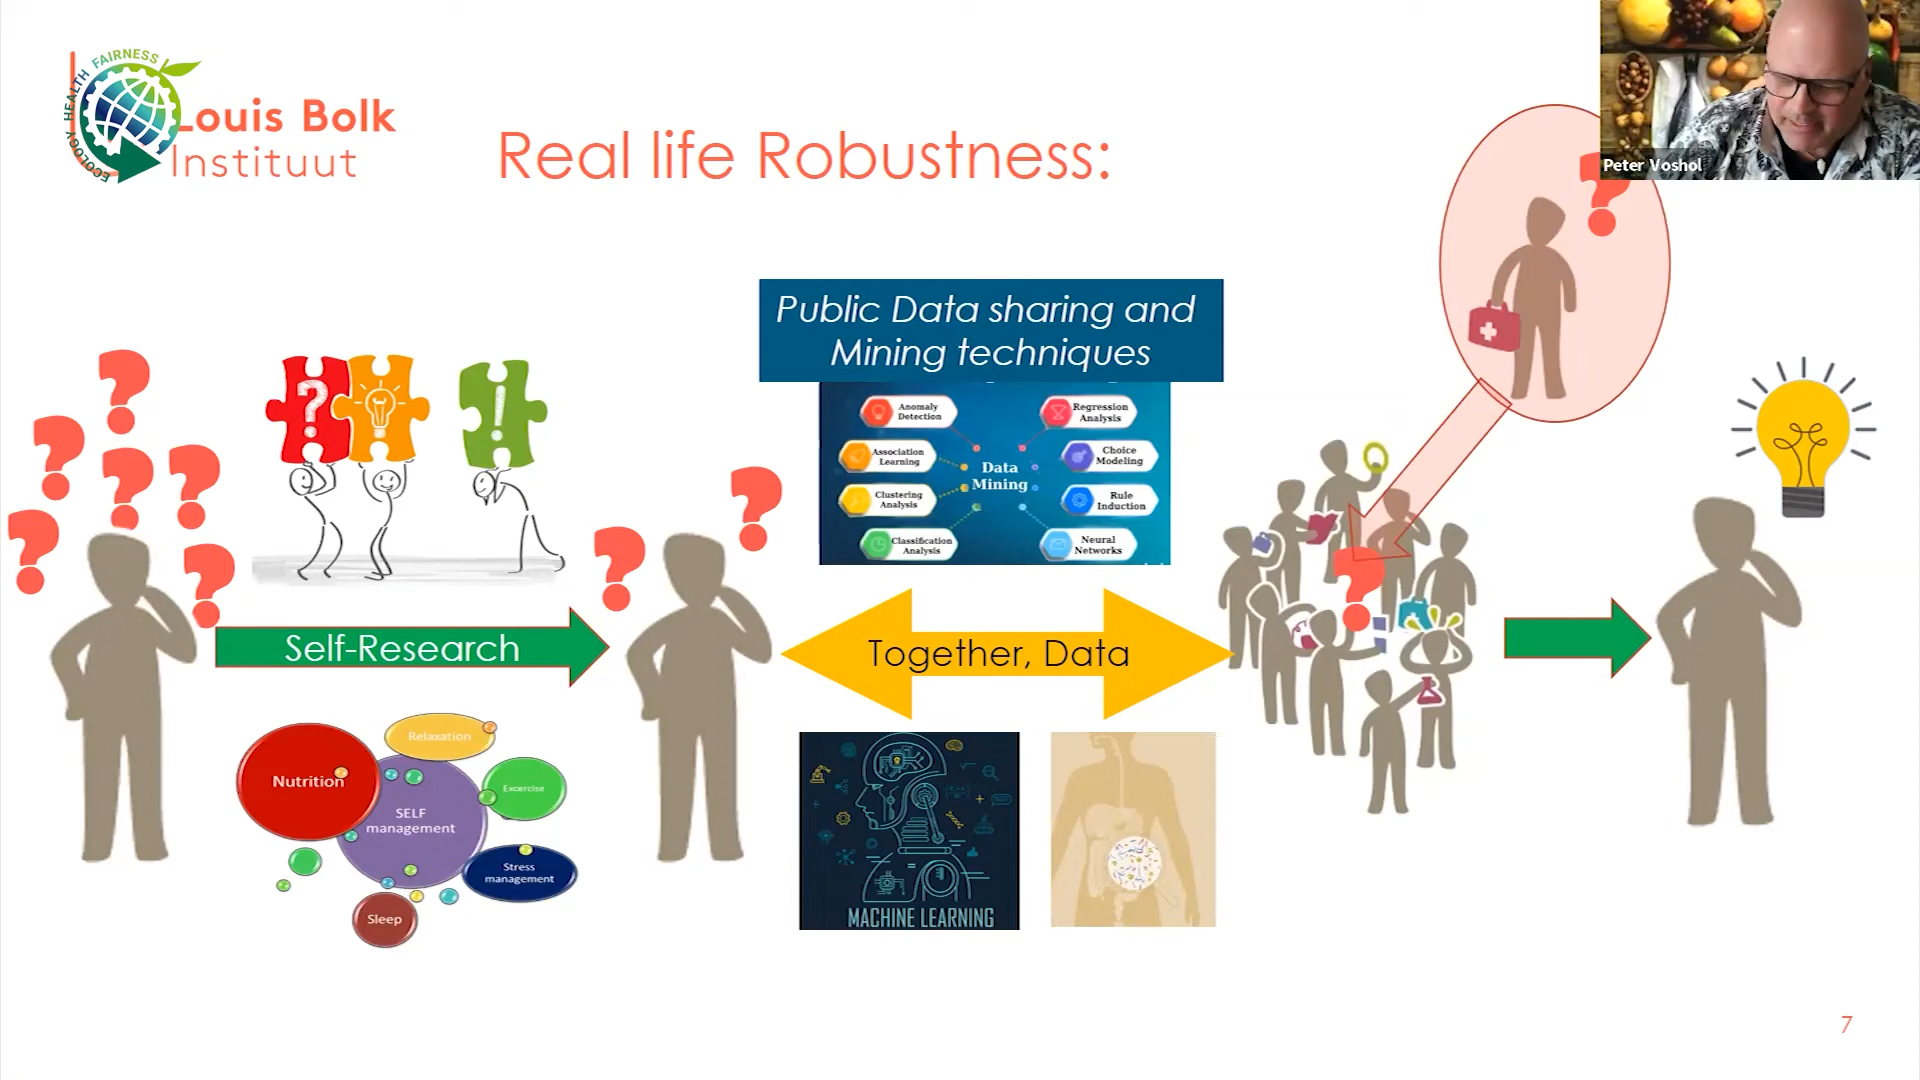 FAIRNESS
HEALTH
ECOLOGY
Louis Bolk
Instituut
Real life Robustness:
Peter Voshol
Public Data sharing and
Mining techniques
Anomaly
Detection
Regression
Analysis
Association
Learning
Choice
Modeling
Data
Mining
Clustering
Analysis
Rule
Induction
Classification
Analysis
Neural
Networks
Self-Research
Together, Data
Relaxation
Nutrition
Excercise
SELF
management
Stress
management
Sleep
MACHINE LEARNING
7